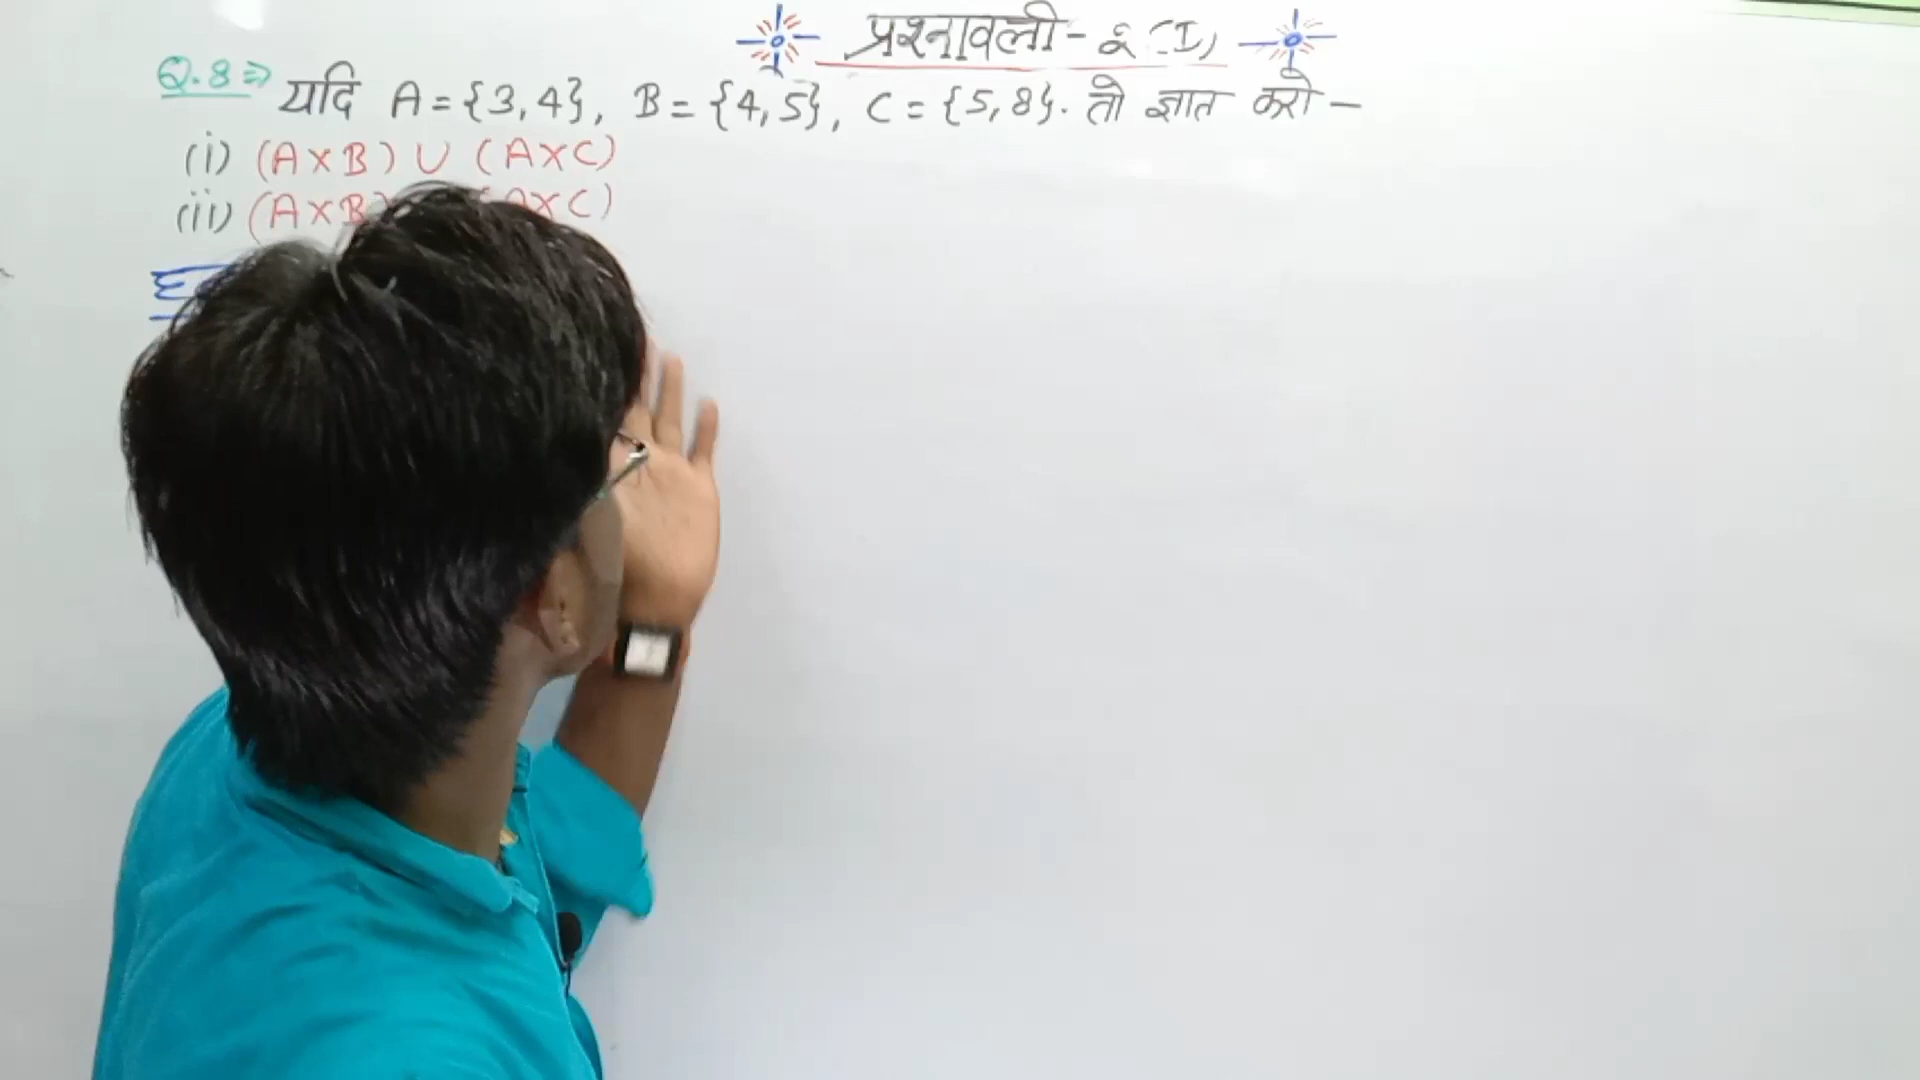 प्रश्नावली- 2 (I)
Q.8⇒ यदि A = {3,4}, B = {4,5}, C = {5,8}. तो ज्ञात करो —
(i) (A×B) ∪ (A×C)
(ii) (A×B) (A×C)